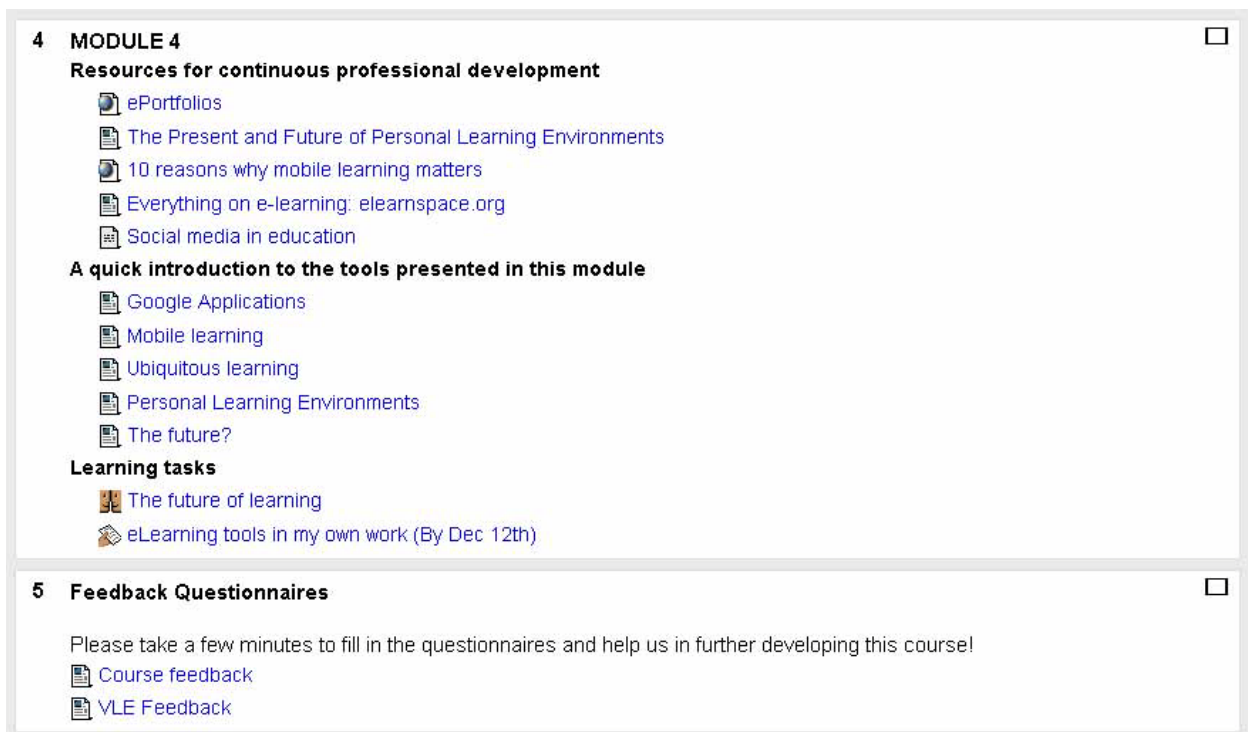 4 MODULE 4
Resources for continuous professional development
ePortfolios
The Present and Future of Personal Learning Environments
10 reasons why mobile learning matters
Everything on e-learning: elearnspace.org
Social media in education
A quick introduction to the tools presented in this module
Google Applications
Mobile learning
Ubiquitous learning
Personal Learning Environments
The future?
Learning tasks
The future of learning
eLearning tools in my own work (By Dec 12th)
5 Feedback Questionnaires
Please take a few minutes to fill in the questionnaires and help us in further developing this course!
Course feedback
VLE Feedback